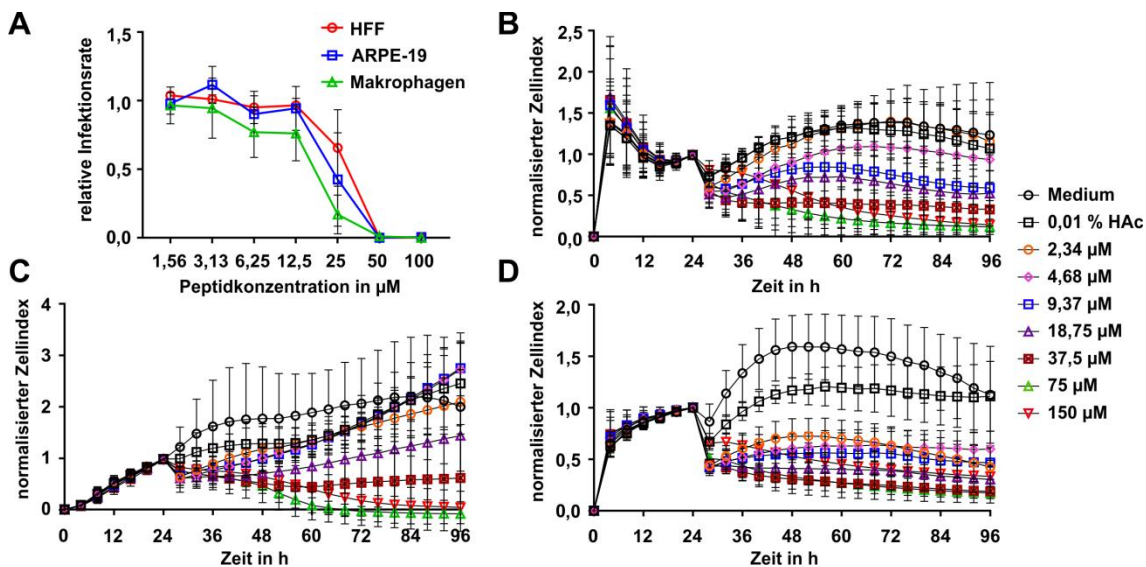 A
relative Infektionsrate
1,5
1,0
0,5
0,0
HFF
ARPE-19
Makrophagen
1,56 3,13 6,25 12,5 25 50 100
Peptidkonzentration in µM
B
normalisierter Zellindex
2,5
2,0
1,5
1,0
0,5
0,0
0 12 24 36 48 60 72 84 96
Zeit in h
C
normalisierter Zellindex
4
3
2
1
0
0 12 24 36 48 60 72 84 96
Zeit in h
D
normalisierter Zellindex
2,0
1,5
1,0
0,5
0,0
0 12 24 36 48 60 72 84 96
Zeit in h
Medium
0,01 % HAc
2,34 µM
4,68 µM
9,37 µM
18,75 µM
37,5 µM
75 µM
150 µM